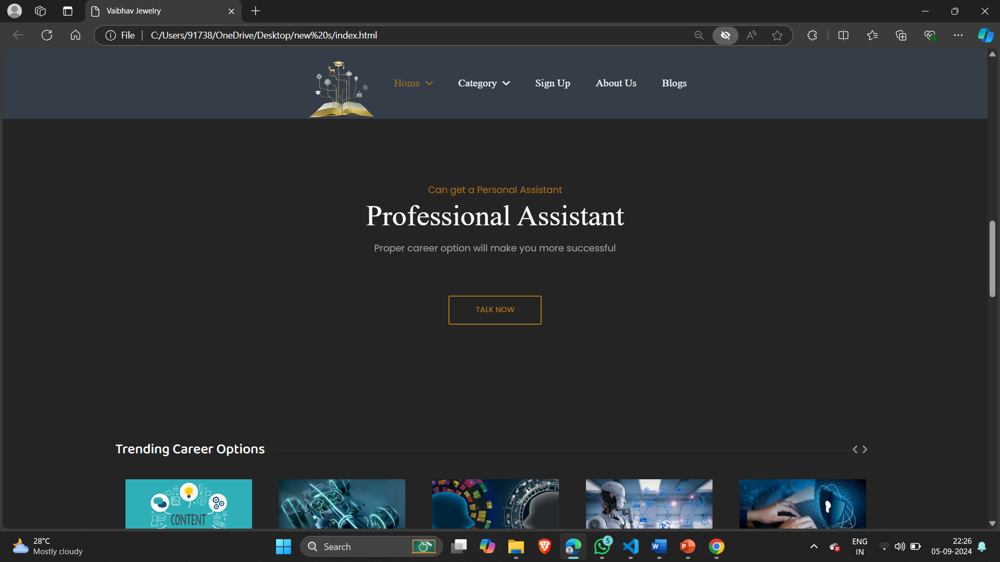 Vaibhav Jewelry
File
C:/Users/91738/OneDrive/Desktop/new%20s/index.html
Home Category Sign Up About Us Blogs
Can get a Personal Assistant
Professional Assistant
Proper career option will make you more successful
TALK NOW
Trending Career Options
CONTENT
28°C
Mostly cloudy
Search
5
ENG
IN
22:26
05-09-2024